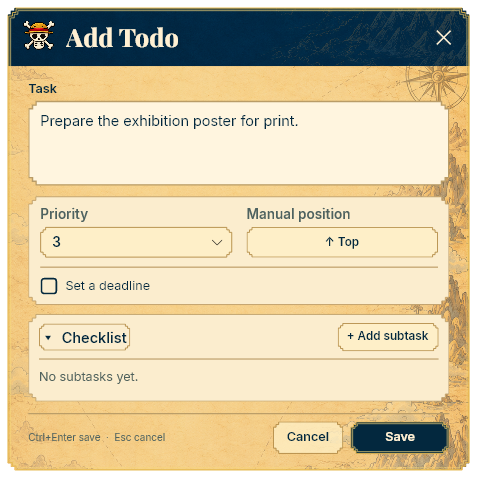 Add Todo
Task
Prepare the exhibition poster for print.
Priority
Manual position
3
↑ Top
Set a deadline
Checklist
+ Add subtask
No subtasks yet.
Ctrl+Enter save · Esc cancel
Cancel
Save